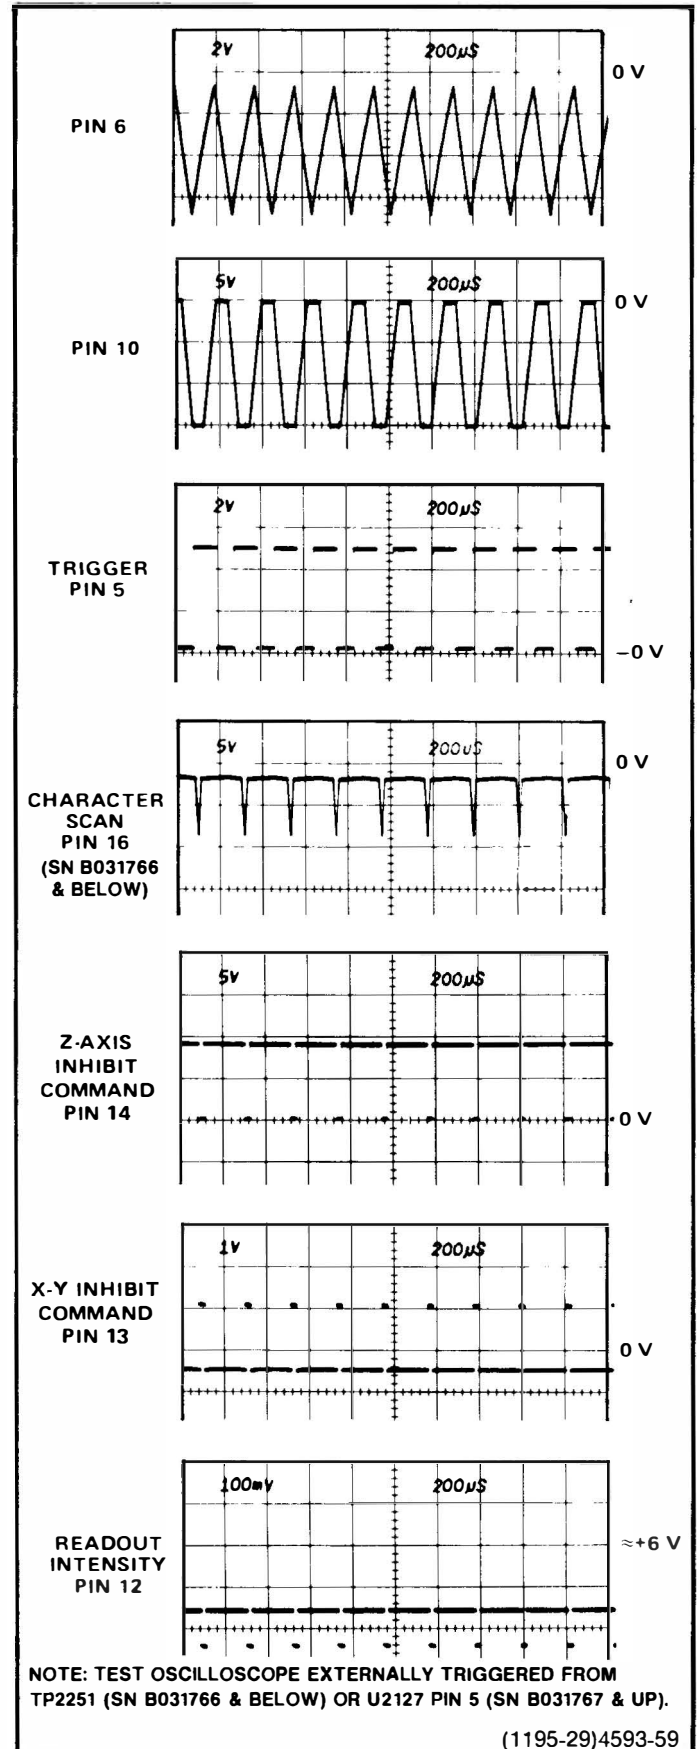 2V 200µS
0 V
PIN 6
5V 200µS
0 V
PIN 10
2V 200µS
TRIGGER
PIN 5
–0 V
5V 200µS
0 V
CHARACTER
SCAN
PIN 16
(SN B031766
& BELOW)
5V 200µS
Z-AXIS
INHIBIT
COMMAND
PIN 14
0 V
1V 200µS
X-Y INHIBIT
COMMAND
PIN 13
0 V
100mV 200µS
READOUT
INTENSITY
PIN 12
≈+6 V
NOTE: TEST OSCILLOSCOPE EXTERNALLY TRIGGERED FROM
TP2251 (SN B031766 & BELOW) OR U2127 PIN 5 (SN B031767 & UP).
(1195-29)4593-59